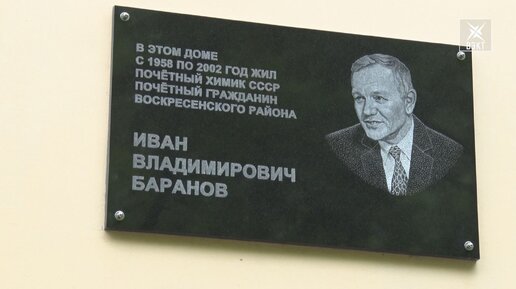 В ЭТОМ ДОМЕ
С 1958 ПО 2002 ГОД ЖИЛ
ПОЧЁТНЫЙ ХИМИК СССР
ПОЧЁТНЫЙ ГРАЖДАНИН
ВОСКРЕСЕНСКОГО РАЙОНА
ИВАН
ВЛАДИМИРОВИЧ
БАРАНОВ